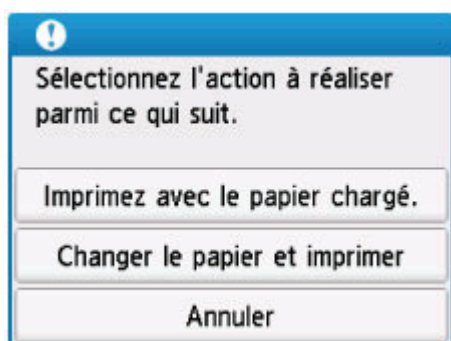 Sélectionnez l'action à réaliser
parmi ce qui suit.
Imprimez avec le papier chargé.
Changer le papier et imprimer
Annuler